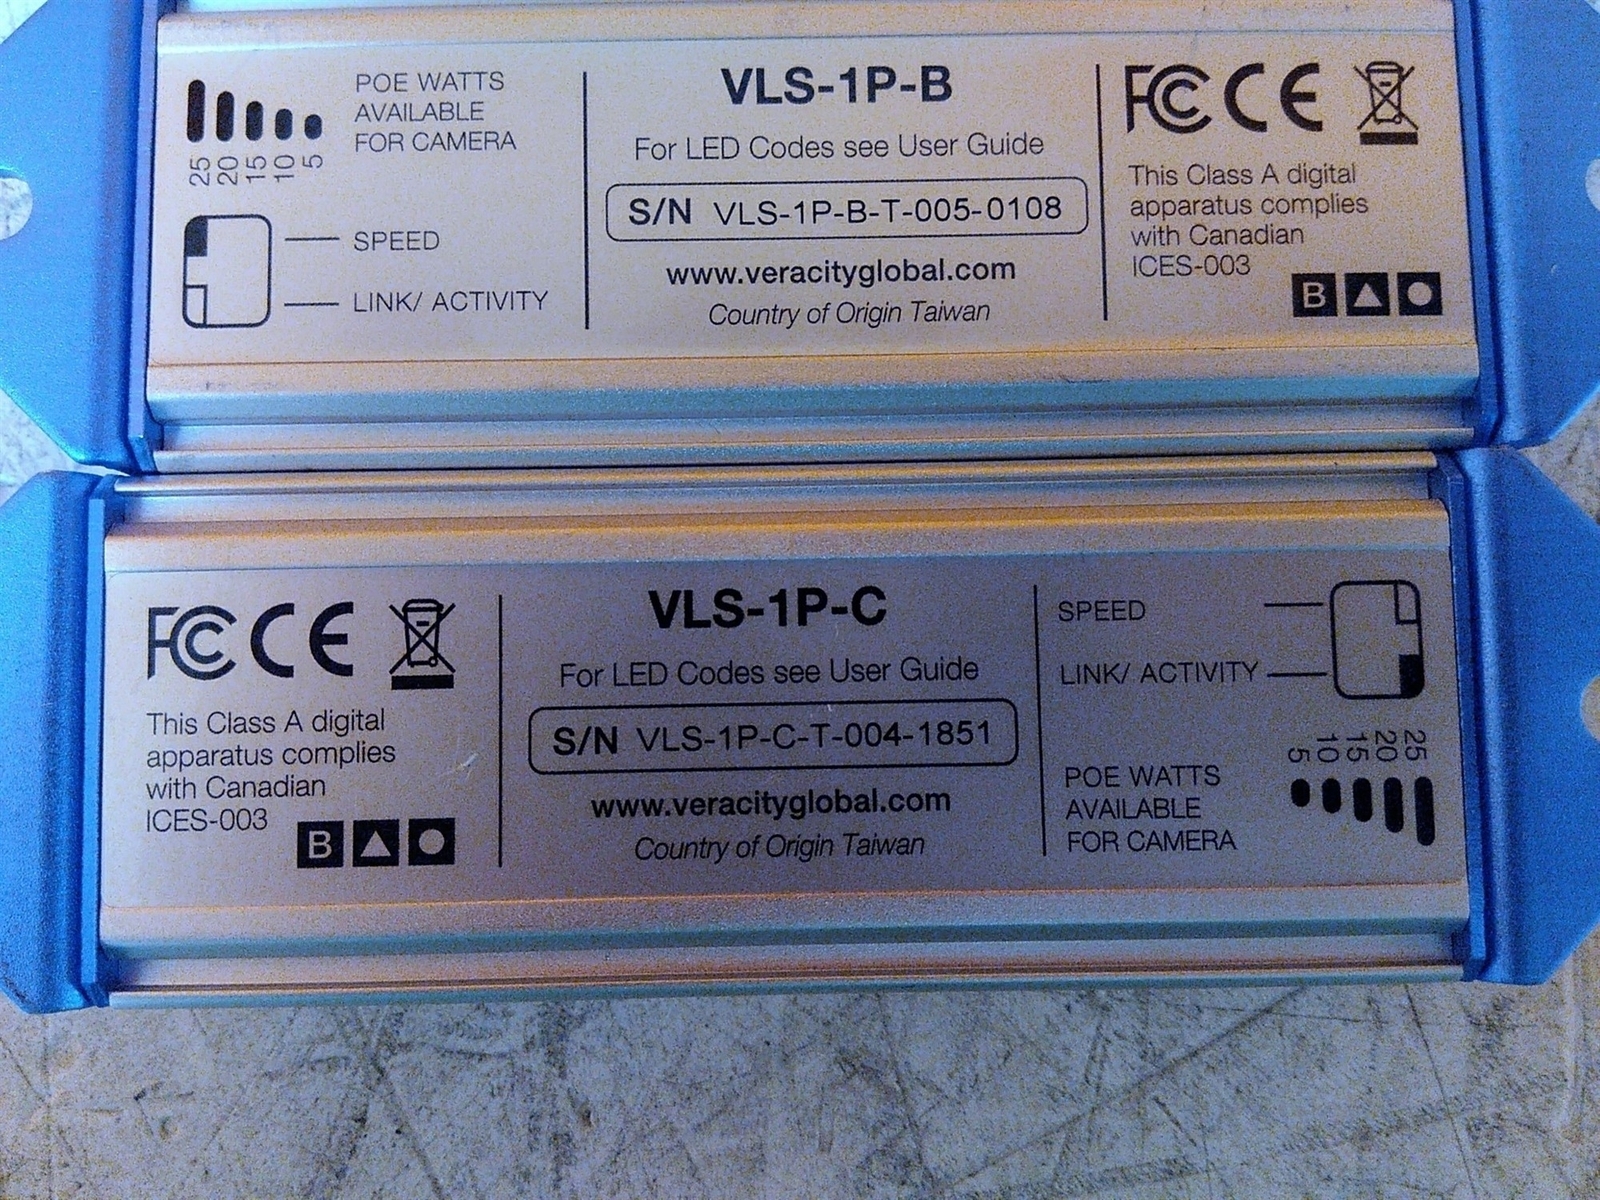 POE WATTS
AVAILABLE
FOR CAMERA
25 20 15 10 5
SPEED
LINK/ ACTIVITY
VLS-1P-B
For LED Codes see User Guide
S/N VLS-1P-B-T-005-0108
www.veracityglobal.com
Country of Origin Taiwan
FC CE
This Class A digital
apparatus complies
with Canadian
ICES-003
B
FC CE
This Class A digital
apparatus complies
with Canadian
ICES-003
B
VLS-1P-C
For LED Codes see User Guide
S/N VLS-1P-C-T-004-1851
www.veracityglobal.com
Country of Origin Taiwan
SPEED
LINK/ ACTIVITY
5 10 15 20 25
POE WATTS
AVAILABLE
FOR CAMERA